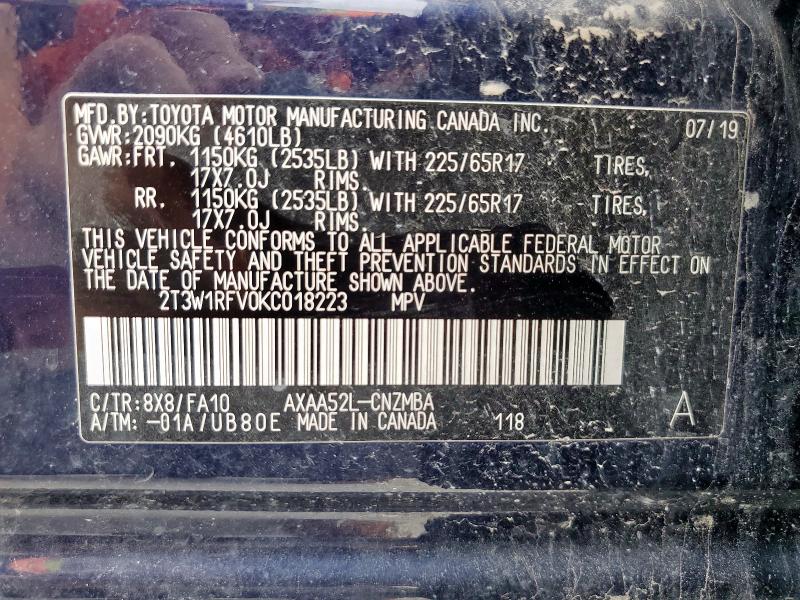 MFD.BY:TOYOTA MOTOR MANUFACTURING CANADA INC. 07/19
GVWR:2090KG (4610LB)
GAWR:FRT. 1150KG (2535LB) WITH 225/65R17 TIRES,
17X7.0J RIMS.
RR. 1150KG (2535LB) WITH 225/65R17 TIRES,
17X7.0J RIMS.
THIS VEHICLE CONFORMS TO ALL APPLICABLE FEDERAL MOTOR
VEHICLE SAFETY AND THEFT PREVENTION STANDARDS IN EFFECT ON
THE DATE OF MANUFACTURE SHOWN ABOVE.
2T3W1RFV0KC018223 MPV
C/TR:8X8/FA10 AXAA52L-CNZMBA
A/TM:-01A/UB80E MADE IN CANADA 118 A